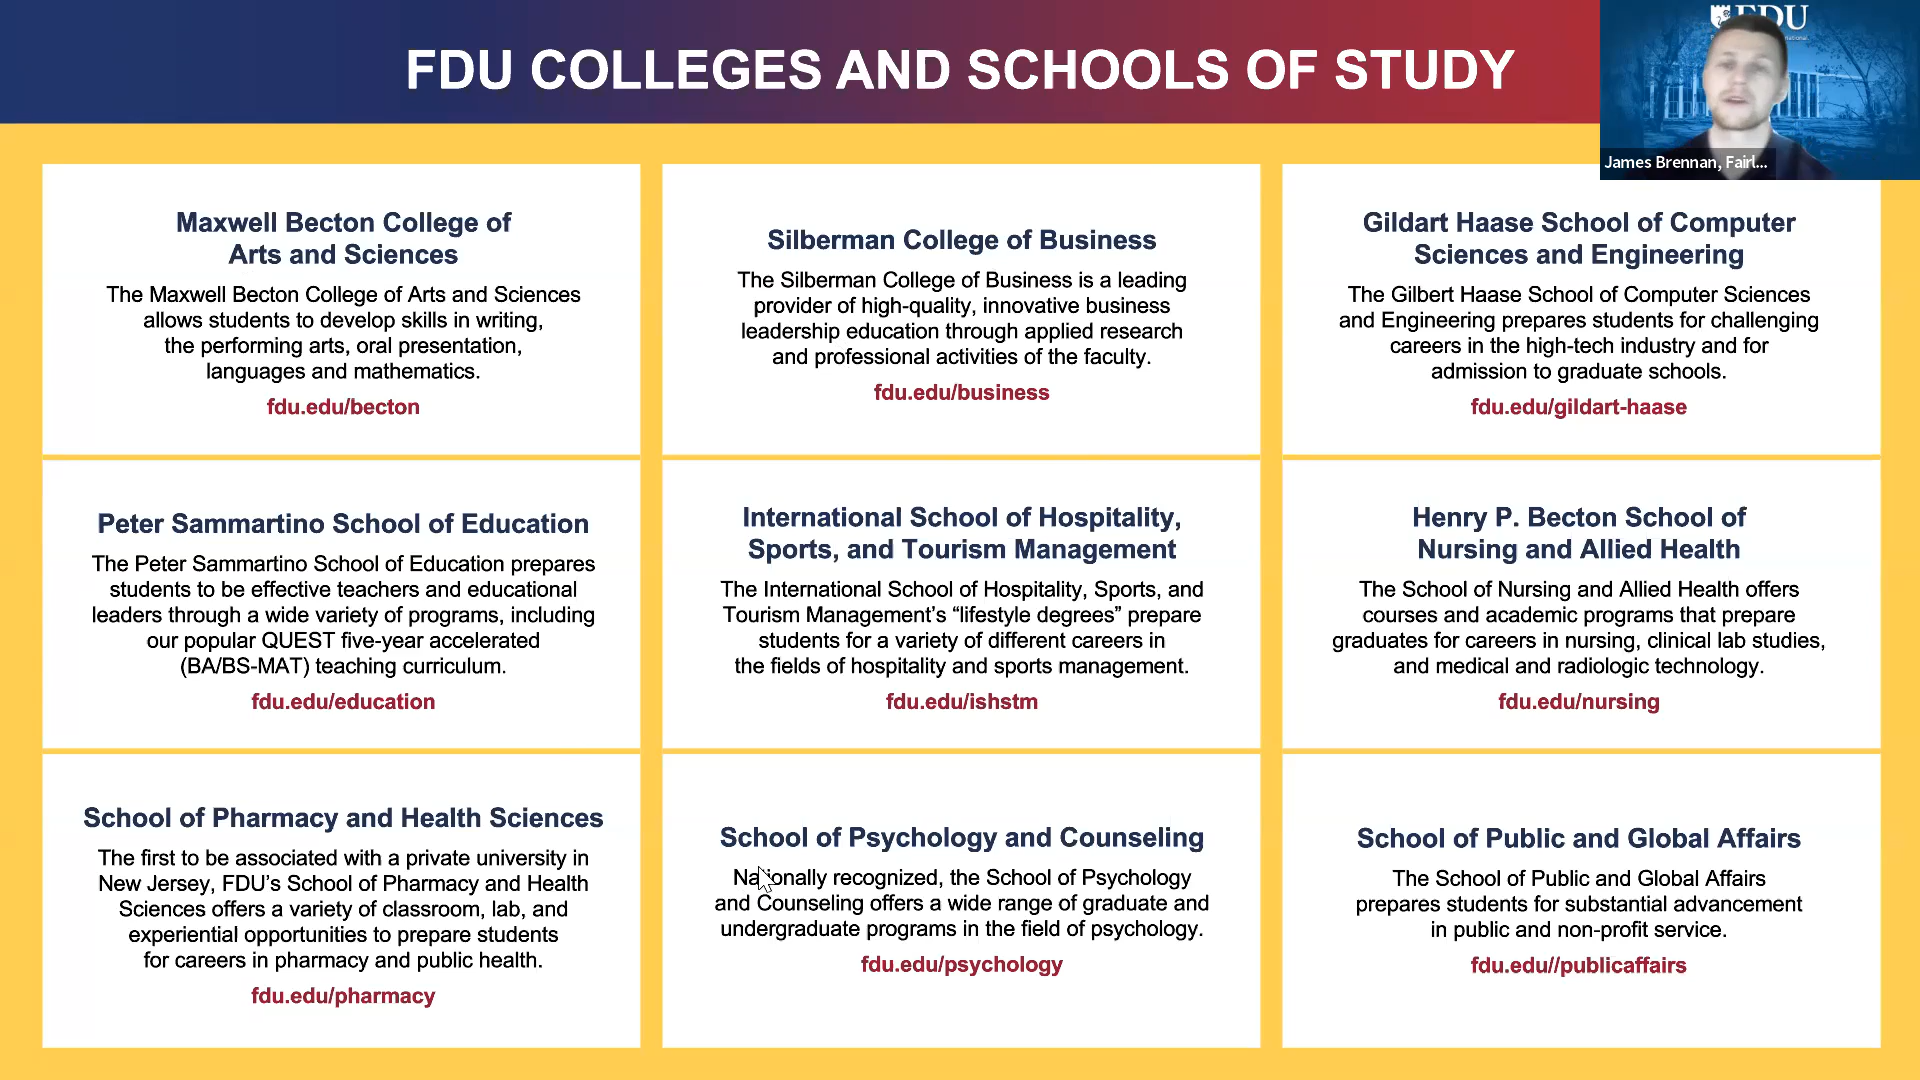 FDU COLLEGES AND SCHOOLS OF STUDY
FDU
James Brennan, Fairl...
Maxwell Becton College of
Arts and Sciences
The Maxwell Becton College of Arts and Sciences
allows students to develop skills in writing,
the performing arts, oral presentation,
languages and mathematics.
fdu.edu/becton
Silberman College of Business
The Silberman College of Business is a leading
provider of high-quality, innovative business
leadership education through applied research
and professional activities of the faculty.
fdu.edu/business
Gildart Haase School of Computer
Sciences and Engineering
The Gilbert Haase School of Computer Sciences
and Engineering prepares students for challenging
careers in the high-tech industry and for
admission to graduate schools.
fdu.edu/gildart-haase
Peter Sammartino School of Education
The Peter Sammartino School of Education prepares
students to be effective teachers and educational
leaders through a wide variety of programs, including
our popular QUEST five-year accelerated
(BA/BS-MAT) teaching curriculum.
fdu.edu/education
International School of Hospitality,
Sports, and Tourism Management
The International School of Hospitality, Sports, and
Tourism Management’s “lifestyle degrees” prepare
students for a variety of different careers in
the fields of hospitality and sports management.
fdu.edu/ishstm
Henry P. Becton School of
Nursing and Allied Health
The School of Nursing and Allied Health offers
courses and academic programs that prepare
graduates for careers in nursing, clinical lab studies,
and medical and radiologic technology.
fdu.edu/nursing
School of Pharmacy and Health Sciences
The first to be associated with a private university in
New Jersey, FDU’s School of Pharmacy and Health
Sciences offers a variety of classroom, lab, and
experiential opportunities to prepare students
for careers in pharmacy and public health.
fdu.edu/pharmacy
School of Psychology and Counseling
Nationally recognized, the School of Psychology
and Counseling offers a wide range of graduate and
undergraduate programs in the field of psychology.
fdu.edu/psychology
School of Public and Global Affairs
The School of Public and Global Affairs
prepares students for substantial advancement
in public and non-profit service.
fdu.edu//publicaffairs